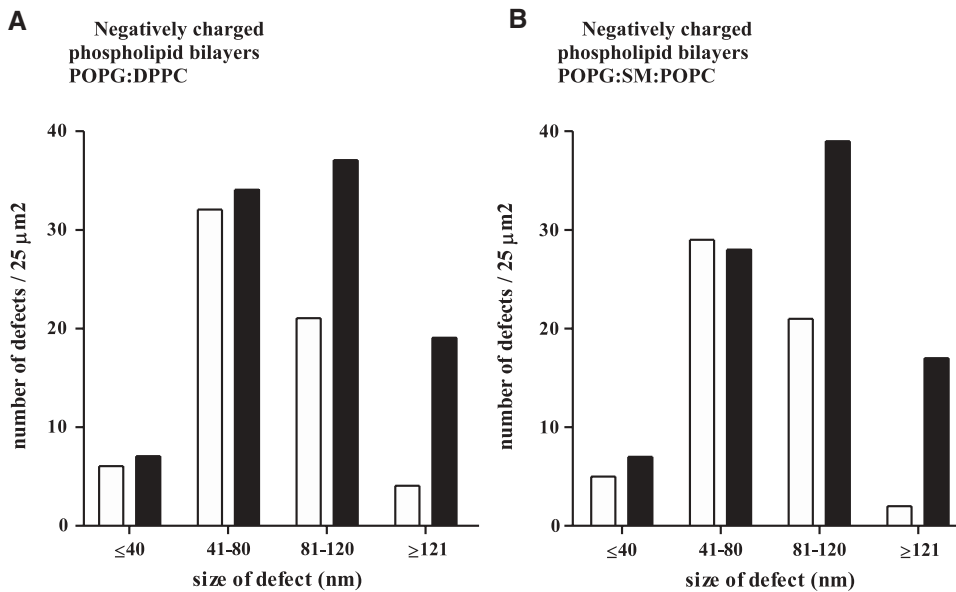 A
Negatively charged
phospholipid bilayers
POPG:DPPC
number of defects / 25 μm2
40
30
20
10
0
≤40 41-80 81-120 ≥121
size of defect (nm)
B
Negatively charged
phospholipid bilayers
POPG:SM:POPC
number of defects / 25 μm2
40
30
20
10
0
≤40 41-80 81-120 ≥121
size of defect (nm)